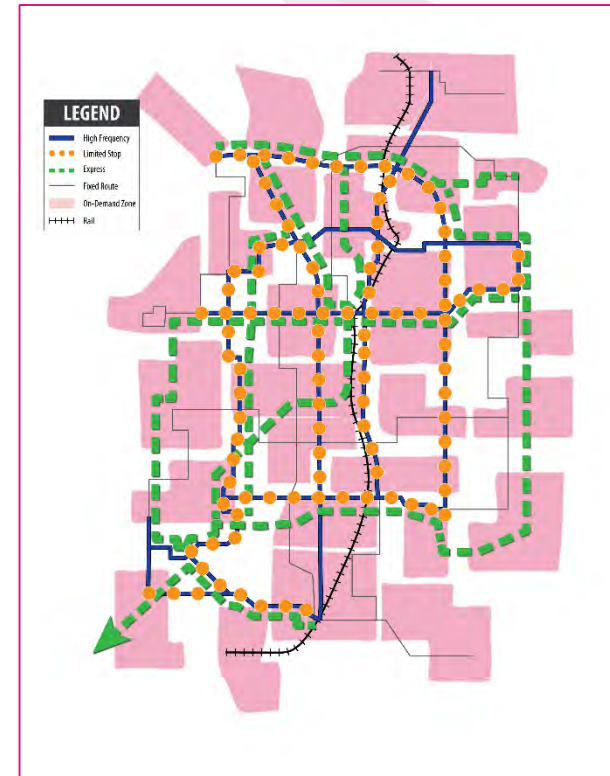 LEGEND
High Frequency
Limited Stop
Express
Fixed Route
On-Demand Zone
Rail